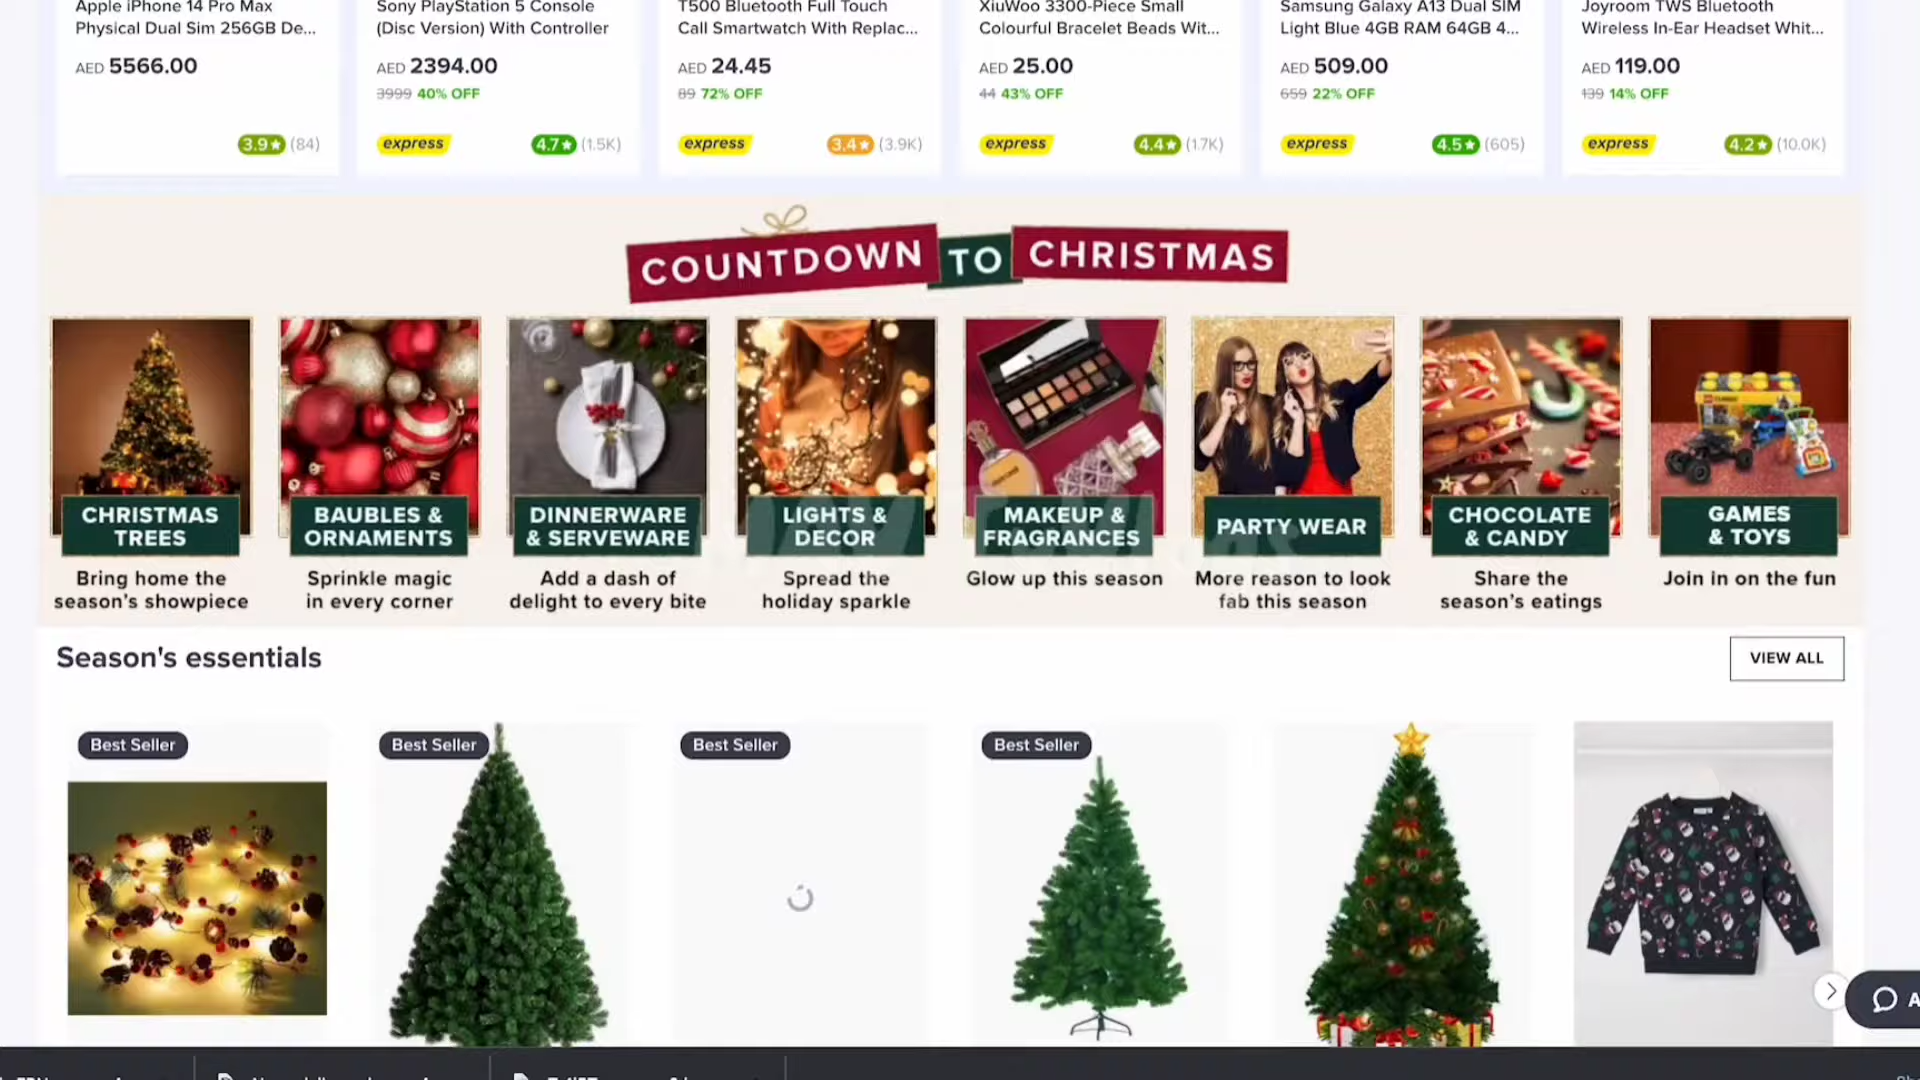 Apple iPhone 14 Pro Max
Physical Dual Sim 256GB De...
AED 5566.00
3.9★ (84)
Sony PlayStation 5 Console
(Disc Version) With Controller
AED 2394.00
3999 40% OFF
express 4.7★ (1.5K)
T500 Bluetooth Full Touch
Call Smartwatch With Replac...
AED 24.45
89 72% OFF
express 3.4★ (3.9K)
XiuWoo 3300-Piece Small
Colourful Bracelet Beads Wit...
AED 25.00
44 43% OFF
express 4.4★ (1.7K)
Samsung Galaxy A13 Dual SIM
Light Blue 4GB RAM 64GB 4...
AED 509.00
659 22% OFF
express 4.5★ (605)
Joyroom TWS Bluetooth
Wireless In-Ear Headset Whit...
AED 119.00
139 14% OFF
express 4.2★ (10.0K)
COUNTDOWN TO CHRISTMAS
CHRISTMAS
TREES
Bring home the
season's showpiece
BAUBLES &
ORNAMENTS
Sprinkle magic
in every corner
DINNERWARE
& SERVEWARE
Add a dash of
delight to every bite
LIGHTS &
DECOR
Spread the
holiday sparkle
MAKEUP &
FRAGRANCES
Glow up this season
PARTY WEAR
More reason to look
fab this season
CHOCOLATE
& CANDY
Share the
season's eatings
GAMES
& TOYS
Join in on the fun
Season's essentials
VIEW ALL
Best Seller
Best Seller
Best Seller
Best Seller
A